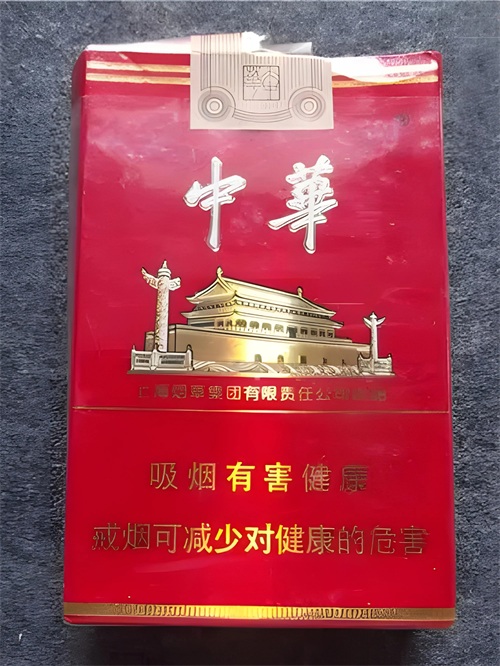 中華
上海烟草集团有限责任公司出品
吸烟有害健康
戒烟可减少对健康的危害